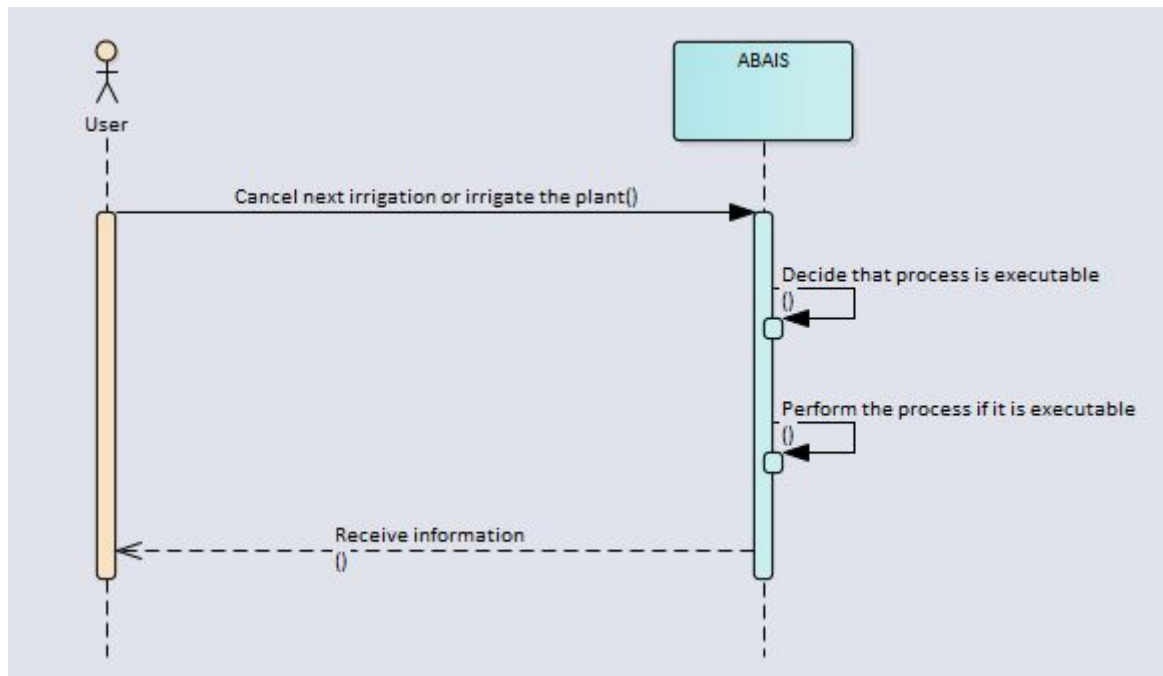 ABAIS
User
Cancel next irrigation or irrigate the plant()
Decide that process is executable
()
Perform the process if it is executable
()
Receive information
()